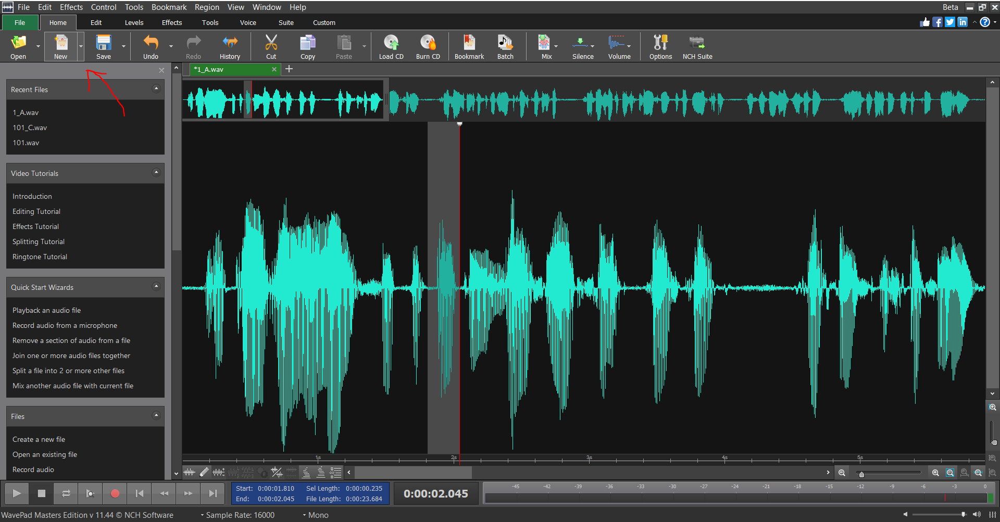 File Edit Effects Control Tools Bookmark Region View Window Help Beta
File Home Edit Levels Effects Tools Voice Suite Custom
Open New Save Undo Redo History Cut Copy Paste Load CD Burn CD Bookmark Batch Mix Silence Volume Options NCH Suite
*1_A.wav
Recent Files
1_A.wav
101_C.wav
101.wav
Video Tutorials
Introduction
Editing Tutorial
Effects Tutorial
Splitting Tutorial
Ringtone Tutorial
Quick Start Wizards
Playback an audio file
Record audio from a microphone
Remove a section of audio from a file
Join one or more audio files together
Split a file into 2 or more other files
Mix another audio file with current file
Files
Create a new file
Open an existing file
Record audio
1s 2s 3s 4s 5s
Start: 0:00:01.810 Sel Length: 0:00:00.235
End: 0:00:02.045 File Length: 0:00:23.684
0:00:02.045
-45 -42 -39 -36 -33 -30 -27 -24 -21 -18 -15 -12 -9 -6 -3 0
WavePad Masters Edition v 11.44 © NCH Software Sample Rate: 16000 Mono